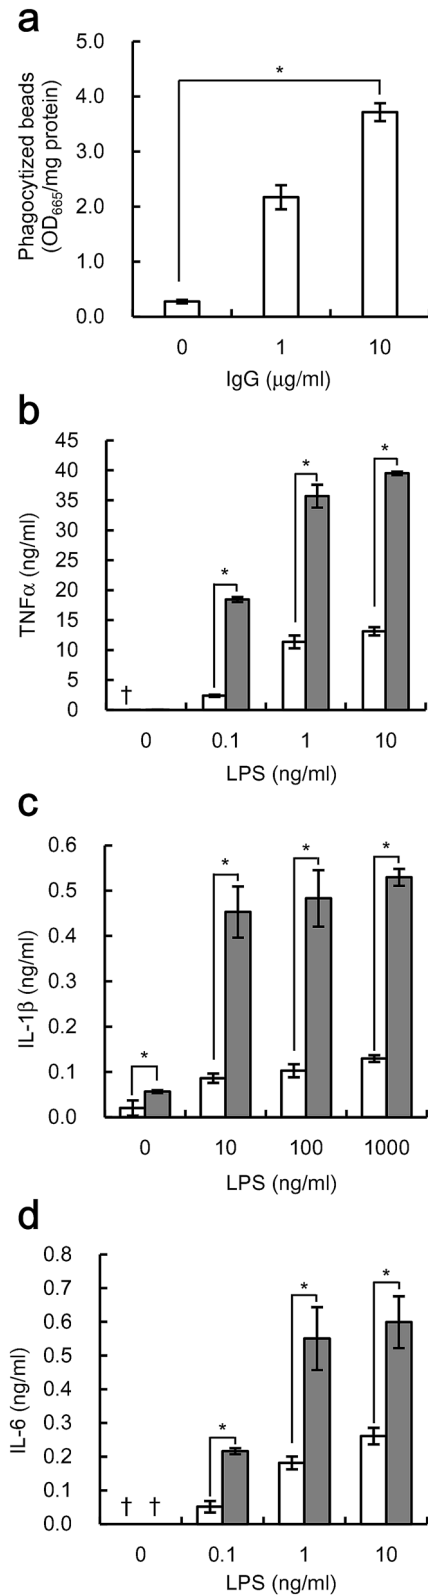 a
Phagocytized beads
(OD665/mg protein)
5.0
4.0
3.0
2.0
1.0
0.0
*
0 1 10
IgG (μg/ml)
b
TNFα (ng/ml)
45
40
35
30
25
20
15
10
5
0
†
*
*
*
0 0.1 1 10
LPS (ng/ml)
c
IL-1β (ng/ml)
0.6
0.5
0.4
0.3
0.2
0.1
0.0
*
*
*
*
0 10 100 1000
LPS (ng/ml)
d
IL-6 (ng/ml)
0.8
0.7
0.6
0.5
0.4
0.3
0.2
0.1
0.0
† †
*
*
*
0 0.1 1 10
LPS (ng/ml)